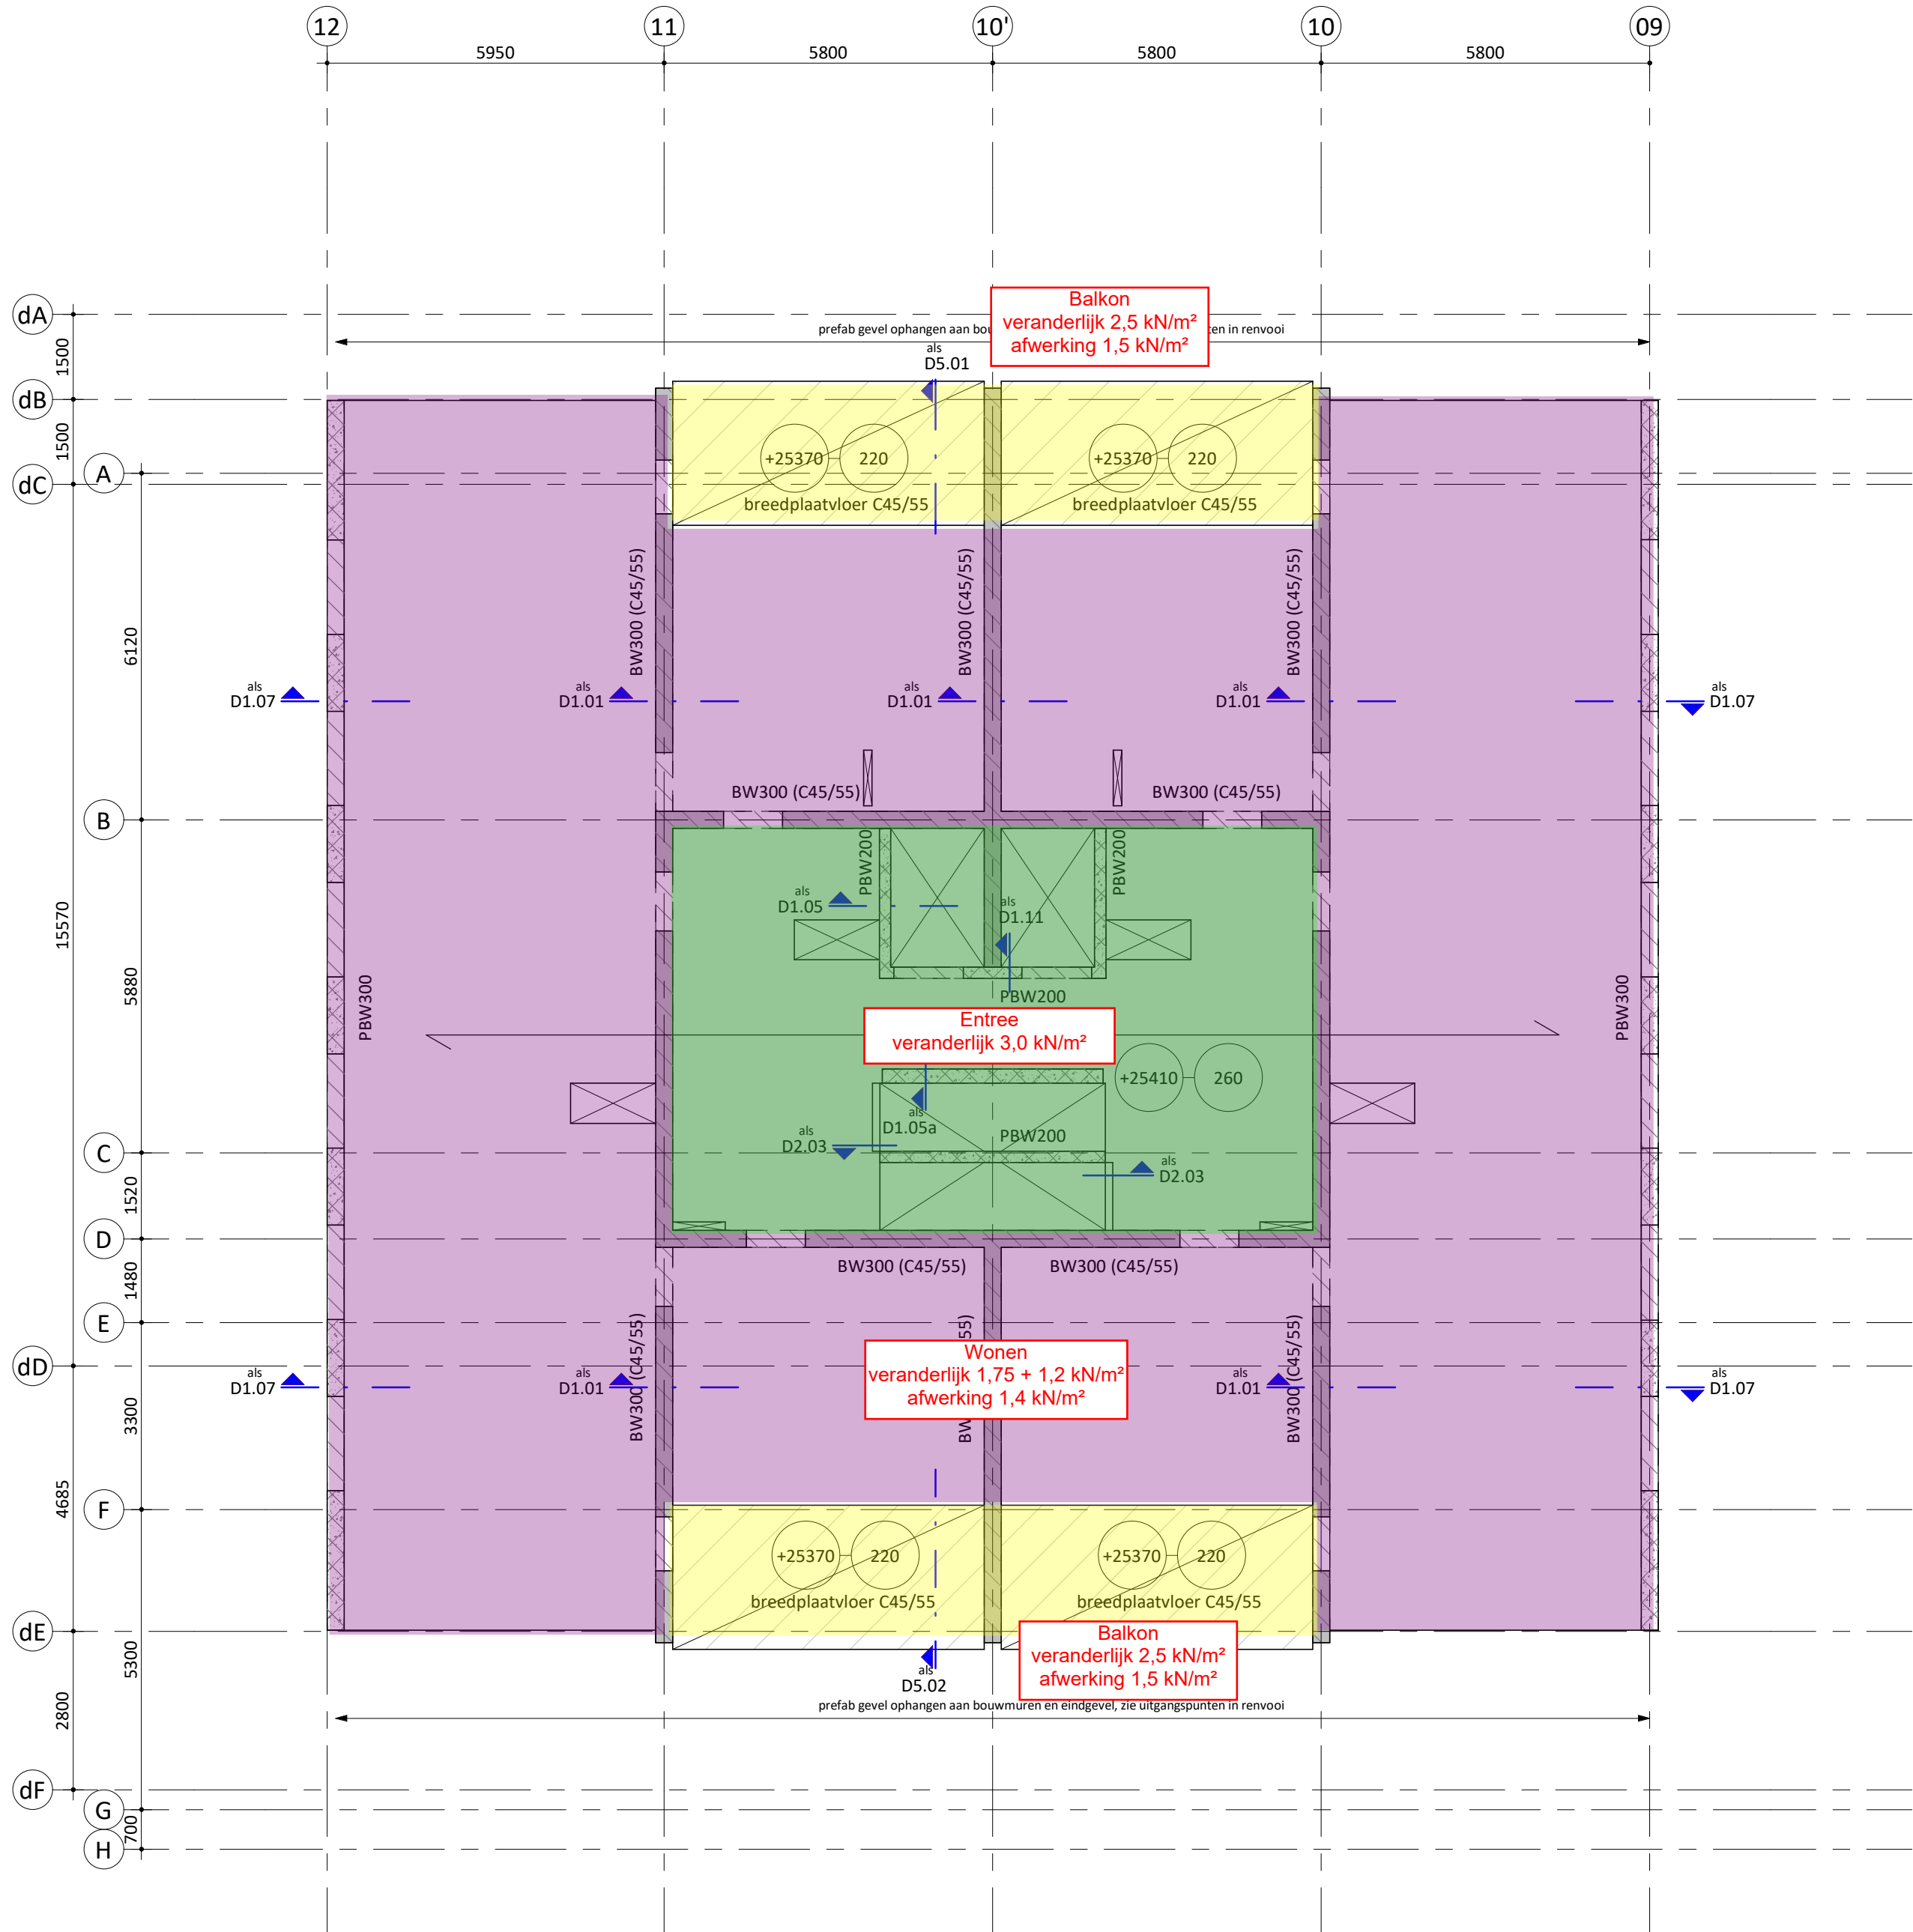 12
11
10'
10
09
5950
5800
5800
5800
dA
1500
dB
1500
A
dC
6120
B
15570
5880
C
1520
D
1480
E
dD
3300
4685
F
dE
5300
2800
dF
G
700
H
Balkon
veranderlijk 2,5 kN/m²
afwerking 1,5 kN/m²
prefab gevel ophangen aan en in renvooi
als
D5.01
+25370
220
breedplaatvloer C45/55
+25370
220
breedplaatvloer C45/55
BW300 (C45/55)
BW300 (C45/55)
BW300 (C45/55)
als
D1.07
als
D1.01
als
D1.01
als
D1.01
als
D1.07
BW300 (C45/55)
BW300 (C45/55)
PBW200
PBW200
als
D1.05
als
D1.11
PBW200
PBW300
PBW300
Entree
veranderlijk 3,0 kN/m²
+25410
260
als
D1.05a
PBW200
als
D2.03
als
D2.03
BW300 (C45/55)
BW300 (C45/55)
BW300 (C45/55)
BW 55)
BW300 (C45/55)
Wonen
veranderlijk 1,75 + 1,2 kN/m²
afwerking 1,4 kN/m²
als
D1.07
als
D1.01
als
D1.01
als
D1.07
+25370
220
breedplaatvloer C45/55
+25370
220
breedplaatvloer C45/55
Balkon
veranderlijk 2,5 kN/m²
afwerking 1,5 kN/m²
als
D5.02
prefab gevel ophangen aan bouwmuren en eindgevel, zie uitgangspunten in renvooi